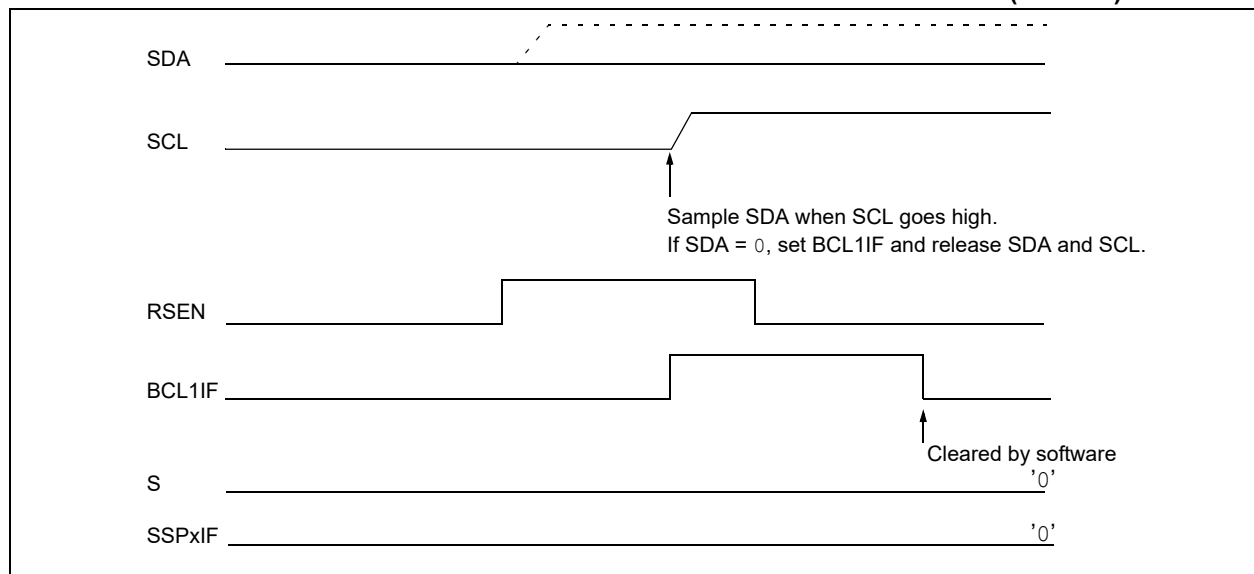 SDA
SCL
Sample SDA when SCL goes high.
If SDA = 0, set BCL1IF and release SDA and SCL.
RSEN
BCL1IF
Cleared by software
S '0'
SSPxIF '0'